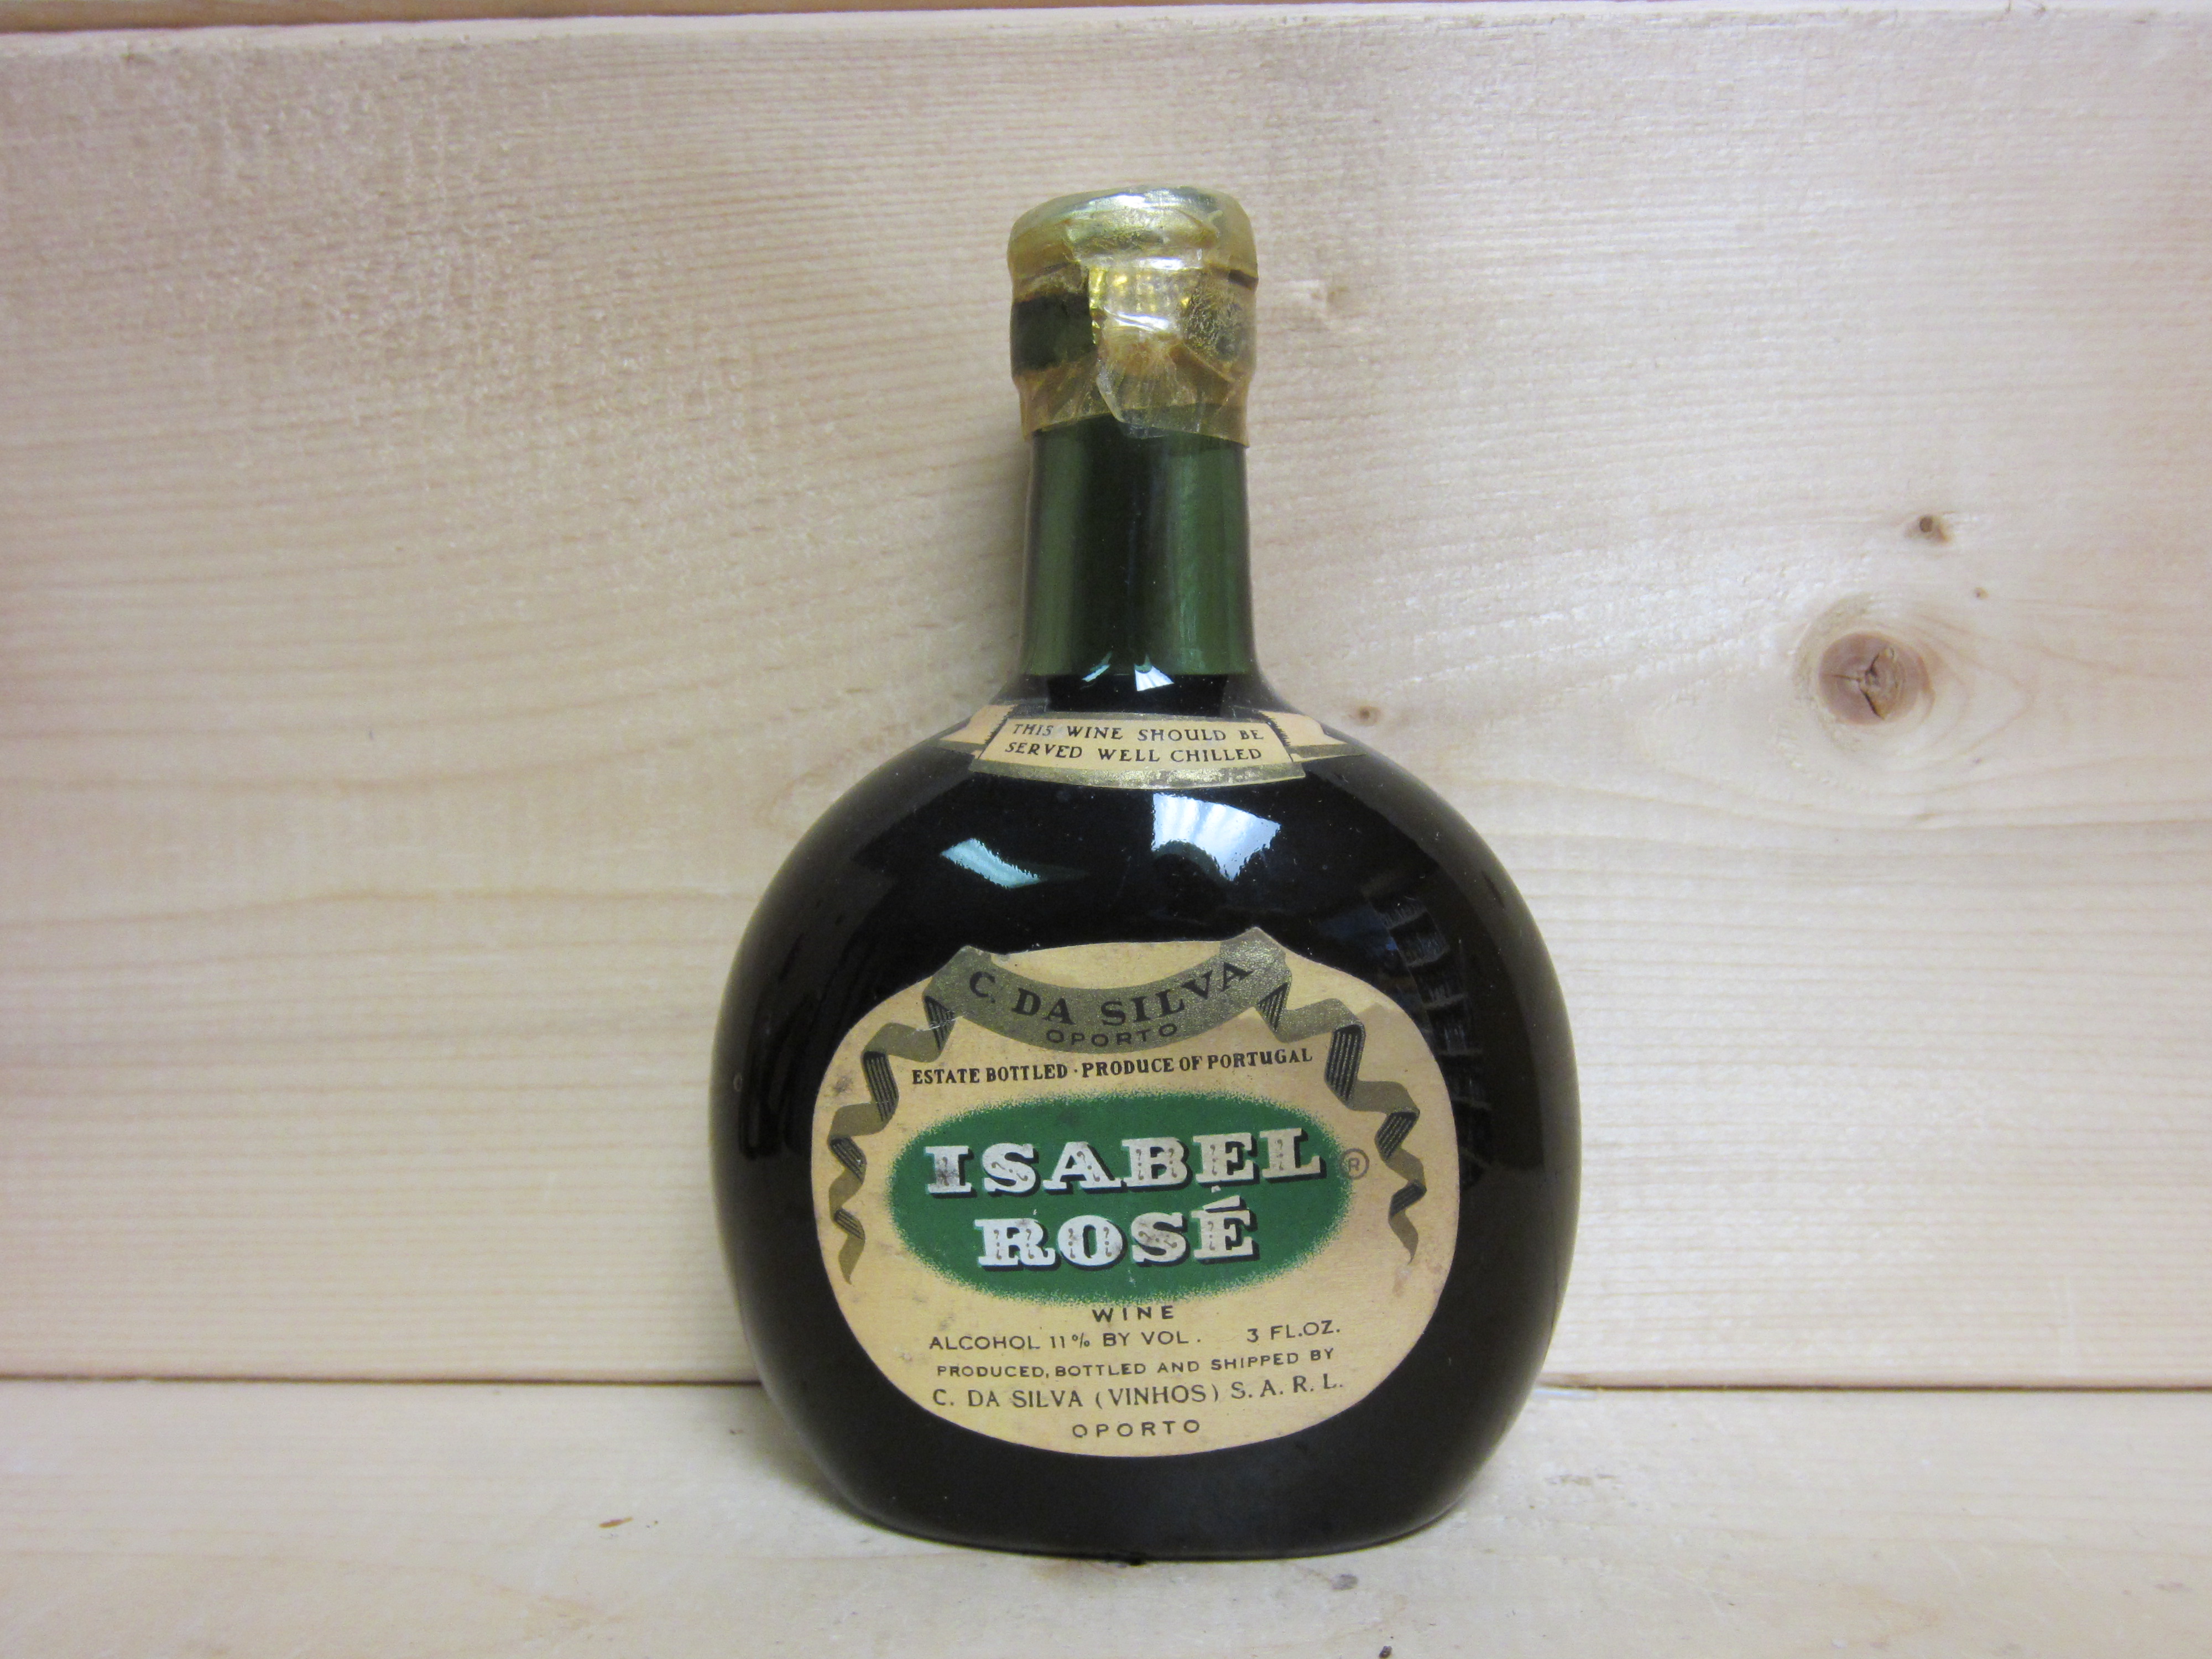 THIS WINE SHOULD BE
SERVED WELL CHILLED
C. DA SILVA
OPORTO
ESTATE BOTTLED · PRODUCE OF PORTUGAL
ISABEL
ROSÉ
®
WINE
ALCOHOL 11% BY VOL. 3 FL.OZ.
PRODUCED, BOTTLED AND SHIPPED BY
C. DA SILVA (VINHOS) S.A.R.L.
OPORTO